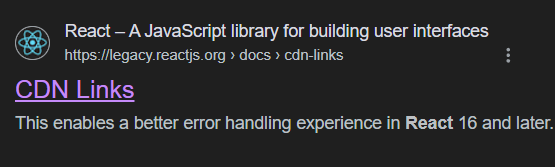 React – A JavaScript library for building user interfaces
https://legacy.reactjs.org › docs › cdn-links
CDN Links
This enables a better error handling experience in React 16 and later.